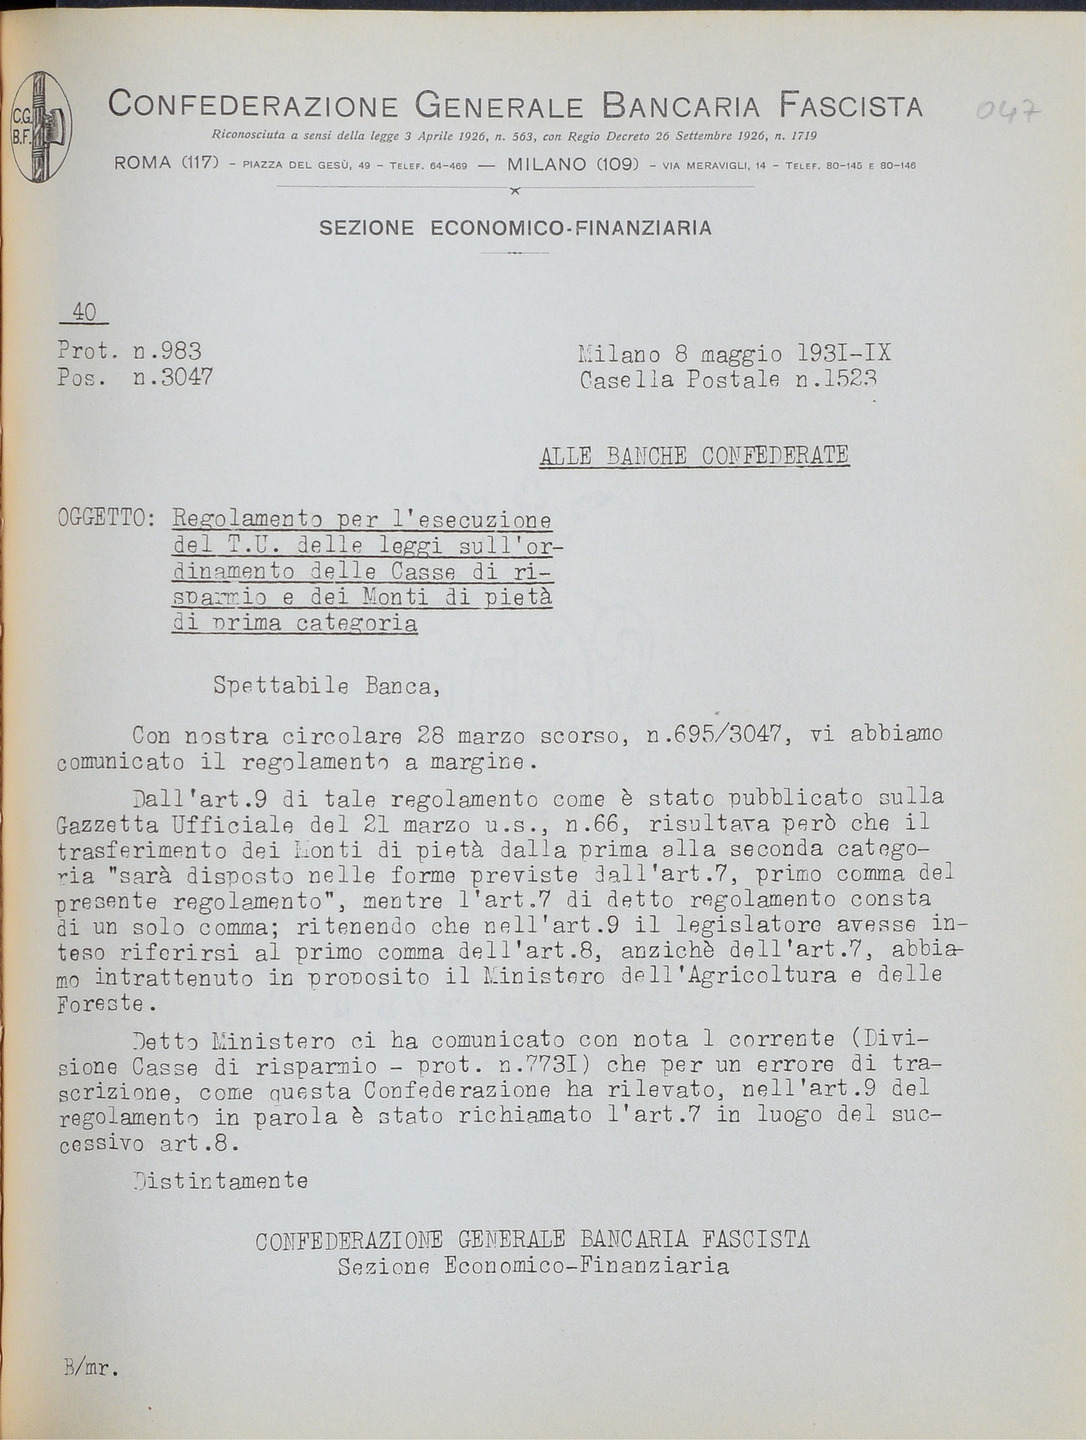 C.G.
B.F.
CONFEDERAZIONE GENERALE BANCARIA FASCISTA
047
Riconosciuta a sensi della legge 3 Aprile 1926, n. 563, con Regio Decreto 26 Settembre 1926, n. 1719
ROMA (117) - PIAZZA DEL GESÙ, 49 - TELEF. 64-469 — MILANO (109) - VIA MERAVIGLI, 14 - TELEF. 80-145 E 80-146
SEZIONE ECONOMICO-FINANZIARIA
40
Prot. n.983
Pos. n.3047
Milano 8 maggio 193I-IX
Casella Postale n.1523
ALLE BANCHE CONFEDERATE
OGGETTO: Regolamento per l'esecuzione
del T.U. delle leggi sull'or-
dinamento delle Casse di ri-
sparmio e dei Monti di pietà
di prima categoria
Spettabile Banca,
Con nostra circolare 28 marzo scorso, n.695/3047, vi abbiamo
comunicato il regolamento a margine.
Dall'art.9 di tale regolamento come è stato pubblicato sulla
Gazzetta Ufficiale del 21 marzo u.s., n.66, risultava però che il
trasferimento dei Monti di pietà dalla prima alla seconda catego-
ria "sarà disposto nelle forme previste dall'art.7, primo comma del
presente regolamento", mentre l'art.7 di detto regolamento consta
di un solo comma; ritenendo che nell'art.9 il legislatore avesse in-
teso riferirsi al primo comma dell'art.8, anzichè dell'art.7, abbia-
mo intrattenuto in proposito il Ministero dell'Agricoltura e delle
Foreste.
Detto Ministero ci ha comunicato con nota 1 corrente (Divi-
sione Casse di risparmio - prot. n.773I) che per un errore di tra-
scrizione, come questa Confederazione ha rilevato, nell'art.9 del
regolamento in parola è stato richiamato l'art.7 in luogo del suc-
cessivo art.8.
Distintamente
CONFEDERAZIONE GENERALE BANCARIA FASCISTA
Sezione Economico-Finanziaria
B/mr.